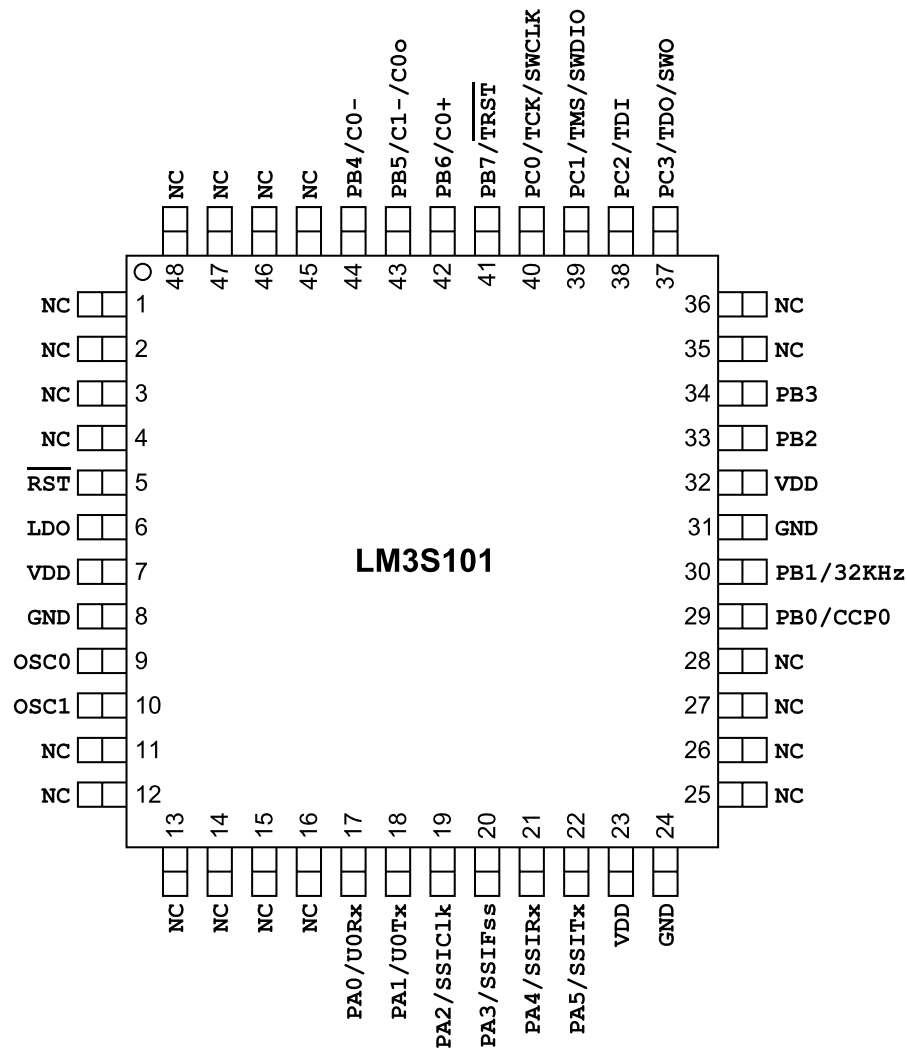 NC
NC
NC
NC
PB4/C0-
PB5/C1-/C0o
PB6/C0+
PB7/TRST
PC0/TCK/SWCLK
PC1/TMS/SWDIO
PC2/TDI
PC3/TDO/SWO
48
47
46
45
44
43
42
41
40
39
38
37
NC 1
NC 2
NC 3
NC 4
RST 5
LDO 6
VDD 7
GND 8
OSC0 9
OSC1 10
NC 11
NC 12
LM3S101
36 NC
35 NC
34 PB3
33 PB2
32 VDD
31 GND
30 PB1/32KHz
29 PB0/CCP0
28 NC
27 NC
26 NC
25 NC
13
14
15
16
17
18
19
20
21
22
23
24
NC
NC
NC
NC
PA0/U0Rx
PA1/U0Tx
PA2/SSIClk
PA3/SSIFss
PA4/SSIRx
PA5/SSITx
VDD
GND